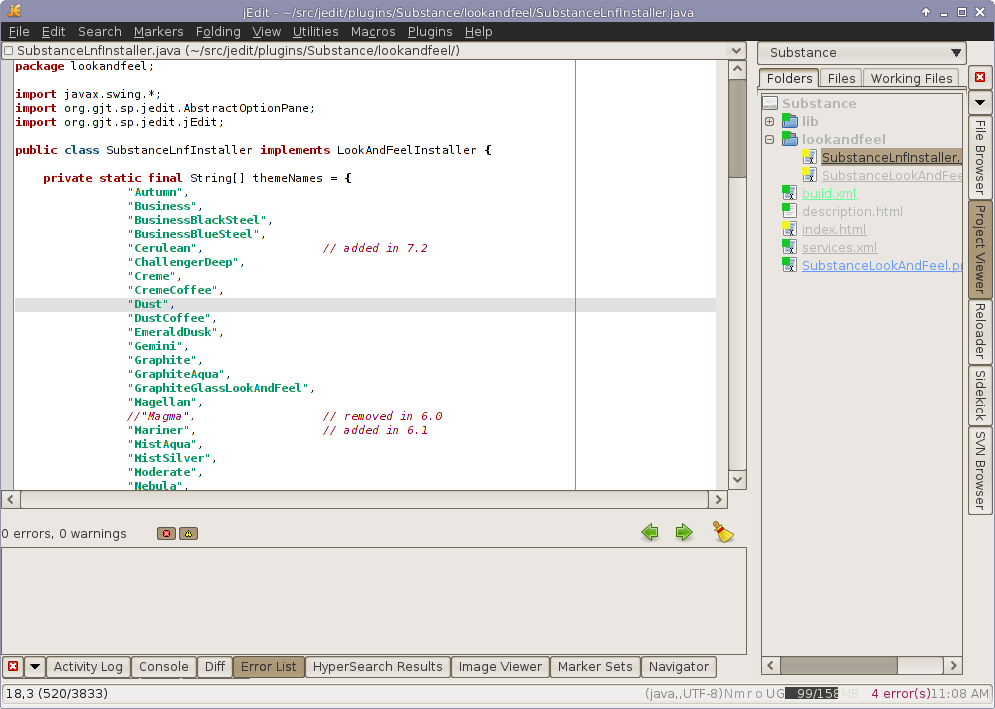 jEdit - ~/src/jedit/plugins/Substance/lookandfeel/SubstanceLnfInstaller.java
File Edit Search Markers Folding View Utilities Macros Plugins Help
SubstanceLnfInstaller.java (~/src/jedit/plugins/Substance/lookandfeel/)
package lookandfeel;
import javax.swing.*;
import org.gjt.sp.jedit.AbstractOptionPane;
import org.gjt.sp.jedit.jEdit;
public class SubstanceLnfInstaller implements LookAndFeelInstaller {
private static final String[] themeNames = {
"Autumn",
"Business",
"BusinessBlackSteel",
"BusinessBlueSteel",
"Cerulean", // added in 7.2
"ChallengerDeep",
"Creme",
"CremeCoffee",
"Dust",
"DustCoffee",
"EmeraldDusk",
"Gemini",
"Graphite",
"GraphiteAqua",
"GraphiteGlassLookAndFeel",
"Magellan",
//"Magma", // removed in 6.0
"Mariner", // added in 6.1
"MistAqua",
"MistSilver",
"Moderate",
"Nebula",
Substance
Folders Files Working Files
Substance
lib
lookandfeel
SubstanceLnfInstaller.
SubstanceLookAndFee
build.xml
description.html
index.html
services.xml
SubstanceLookAndFeel.pr
File Browser
Project Viewer
Reloader
Sidekick
SVN Browser
0 errors, 0 warnings
Activity Log Console Diff Error List HyperSearch Results Image Viewer Marker Sets Navigator
18,3 (520/3833) (java,,UTF-8)Nm r o UG 99/158MB 4 error(s)11:08 AM